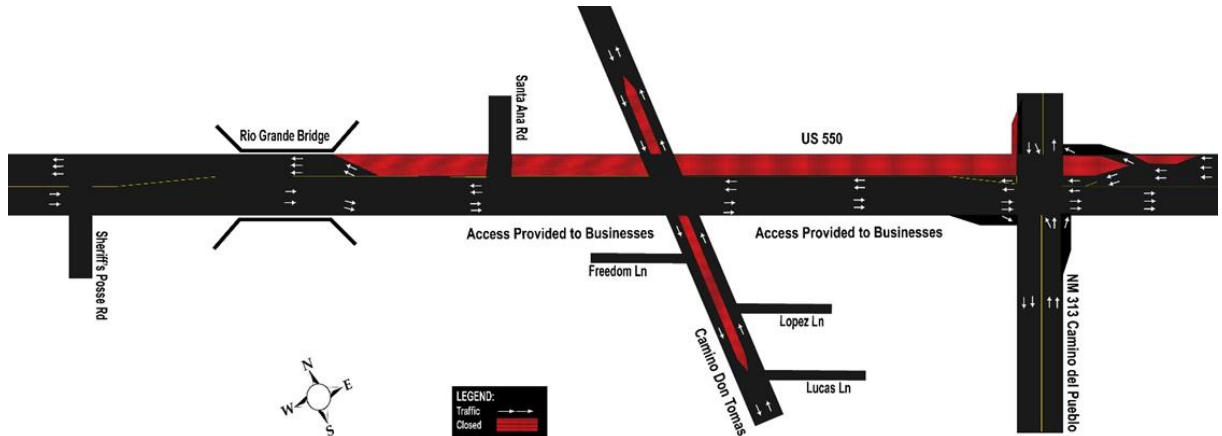 Rio Grande Bridge
Santa Ana Rd
US 550
Sheriff's Posse Rd
Access Provided to Businesses
Access Provided to Businesses
Freedom Ln
Lopez Ln
Lucas Ln
Camino Don Tomas
NM 313 Camino del Pueblo
N
E
W
S
LEGEND:
Traffic
Closed